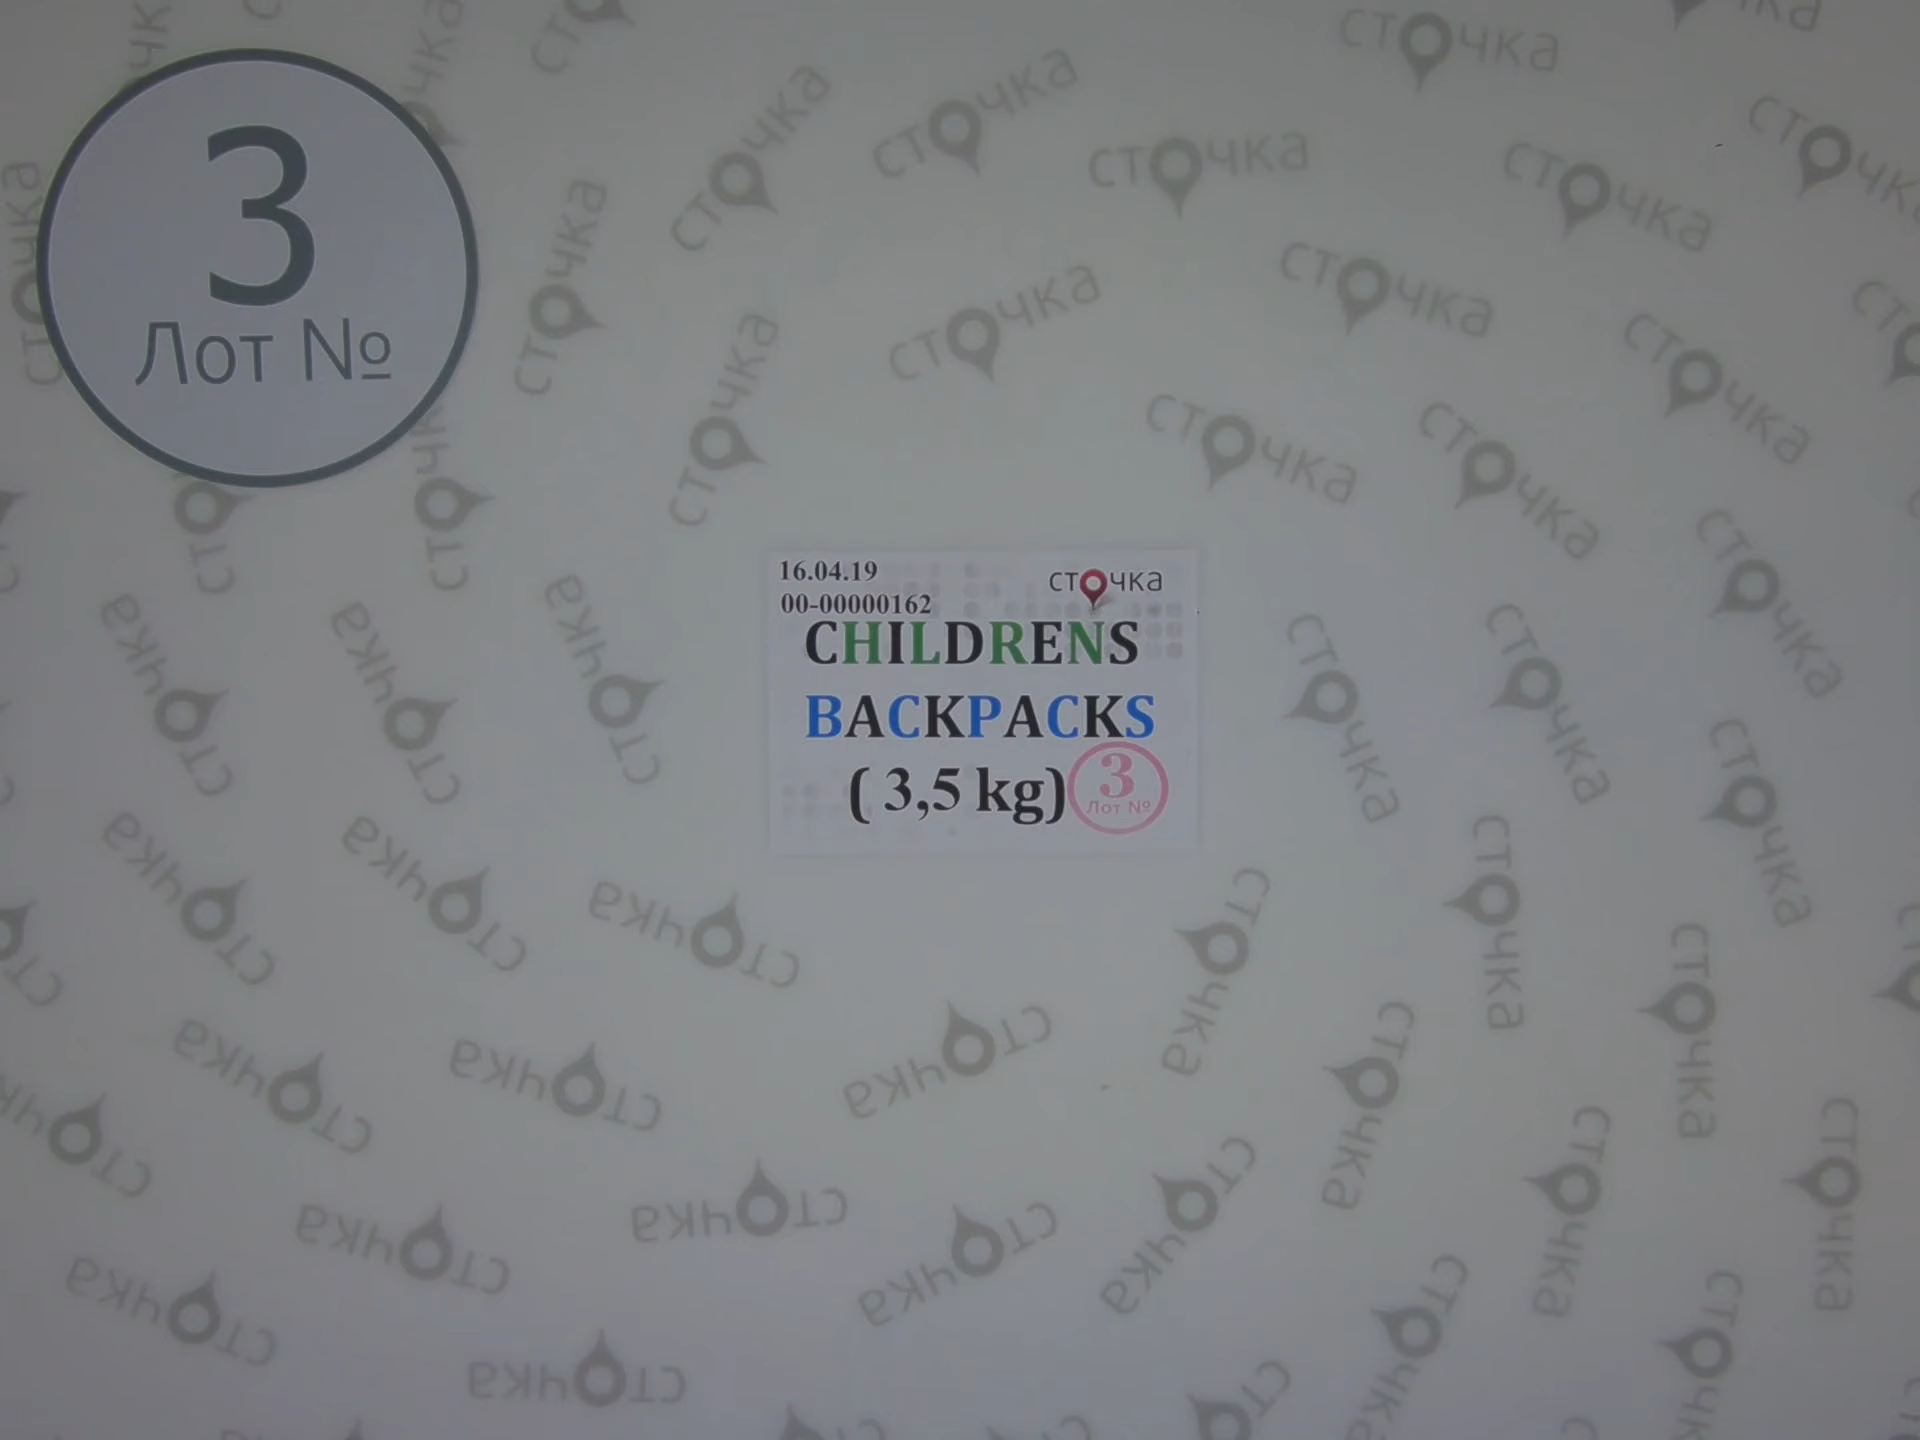 3
Лот №
16.04.19
сточка
00-00000162
CHILDRENS
BACKPACKS
( 3,5 kg)
3
Лот №